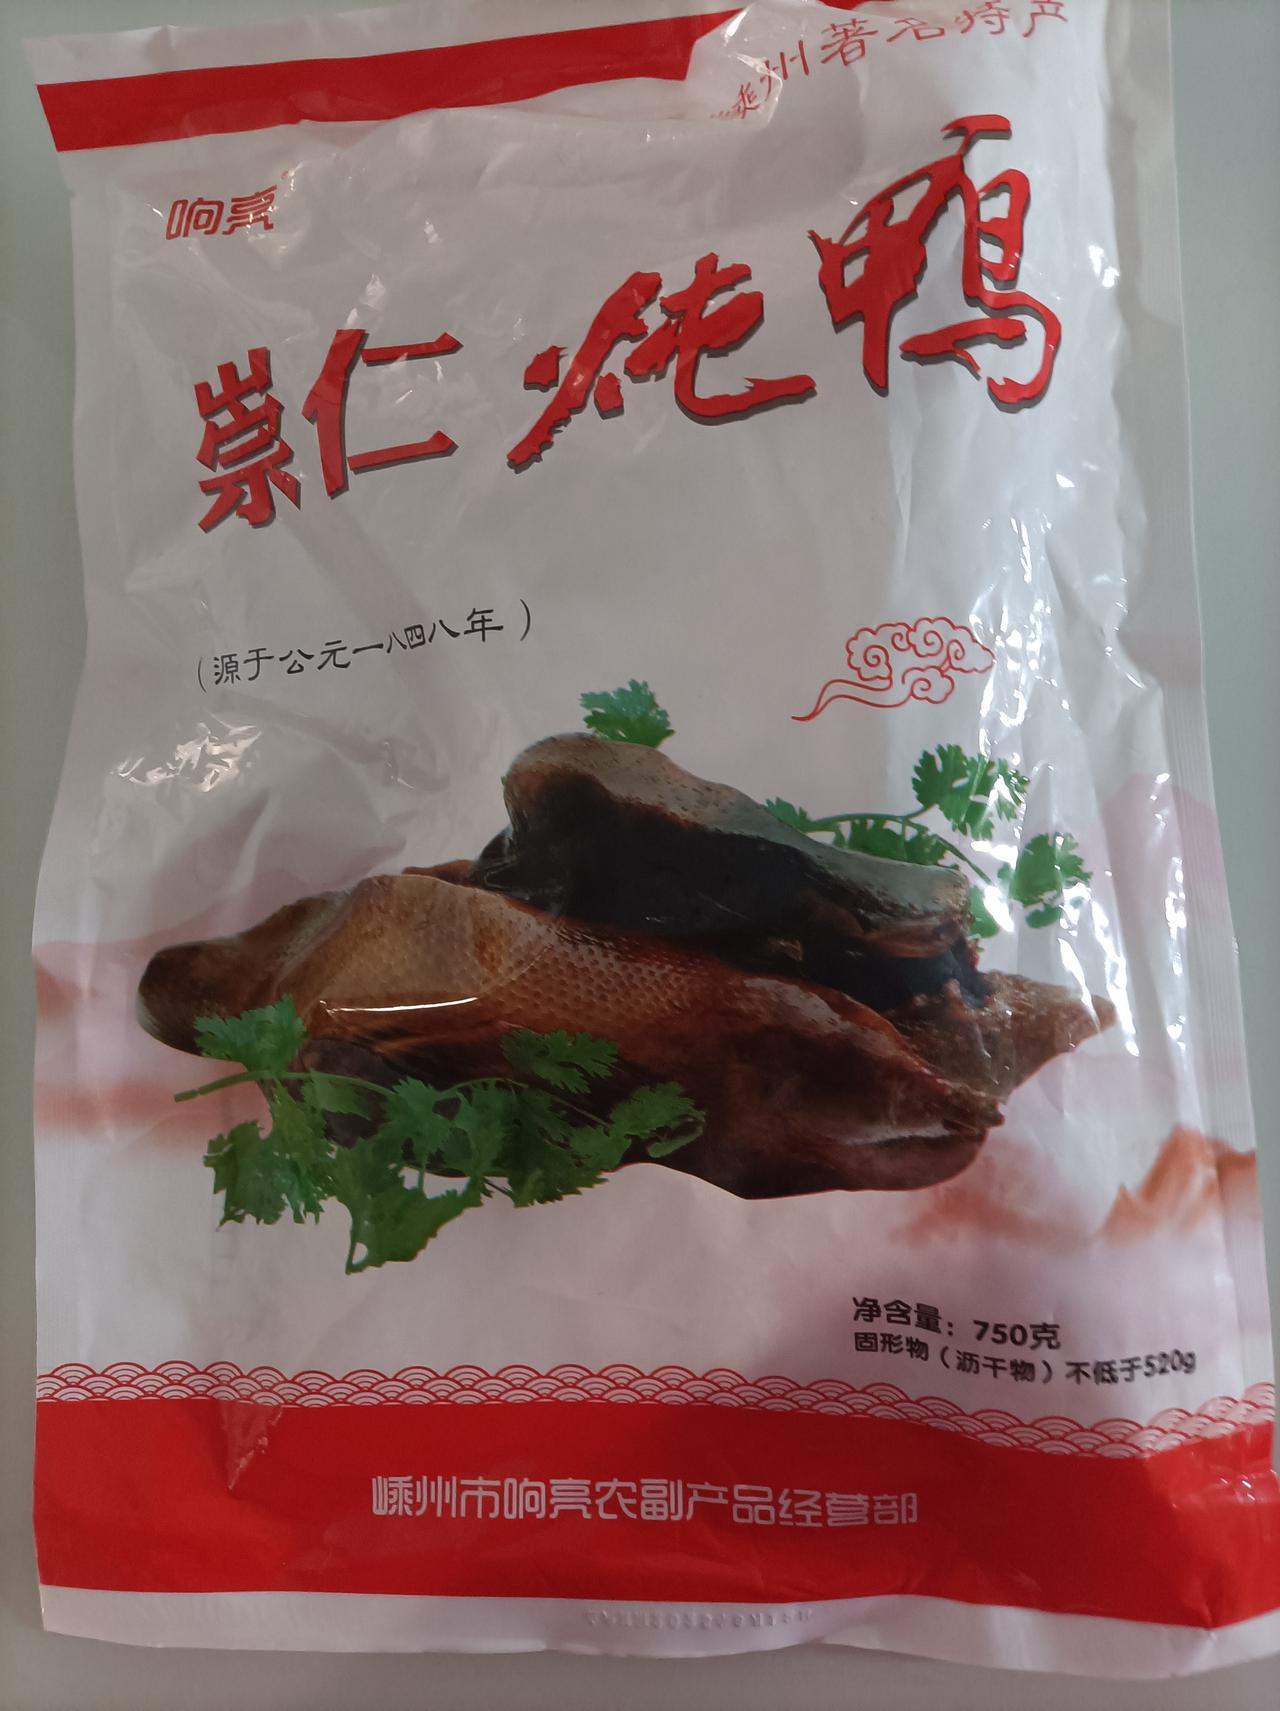 嵊州著名特产
响亮
崇仁炖鸭
（源于公元一八四八年）
净含量：750克
固形物（沥干物）不低于520g
嵊州市响亮农副产品经营部